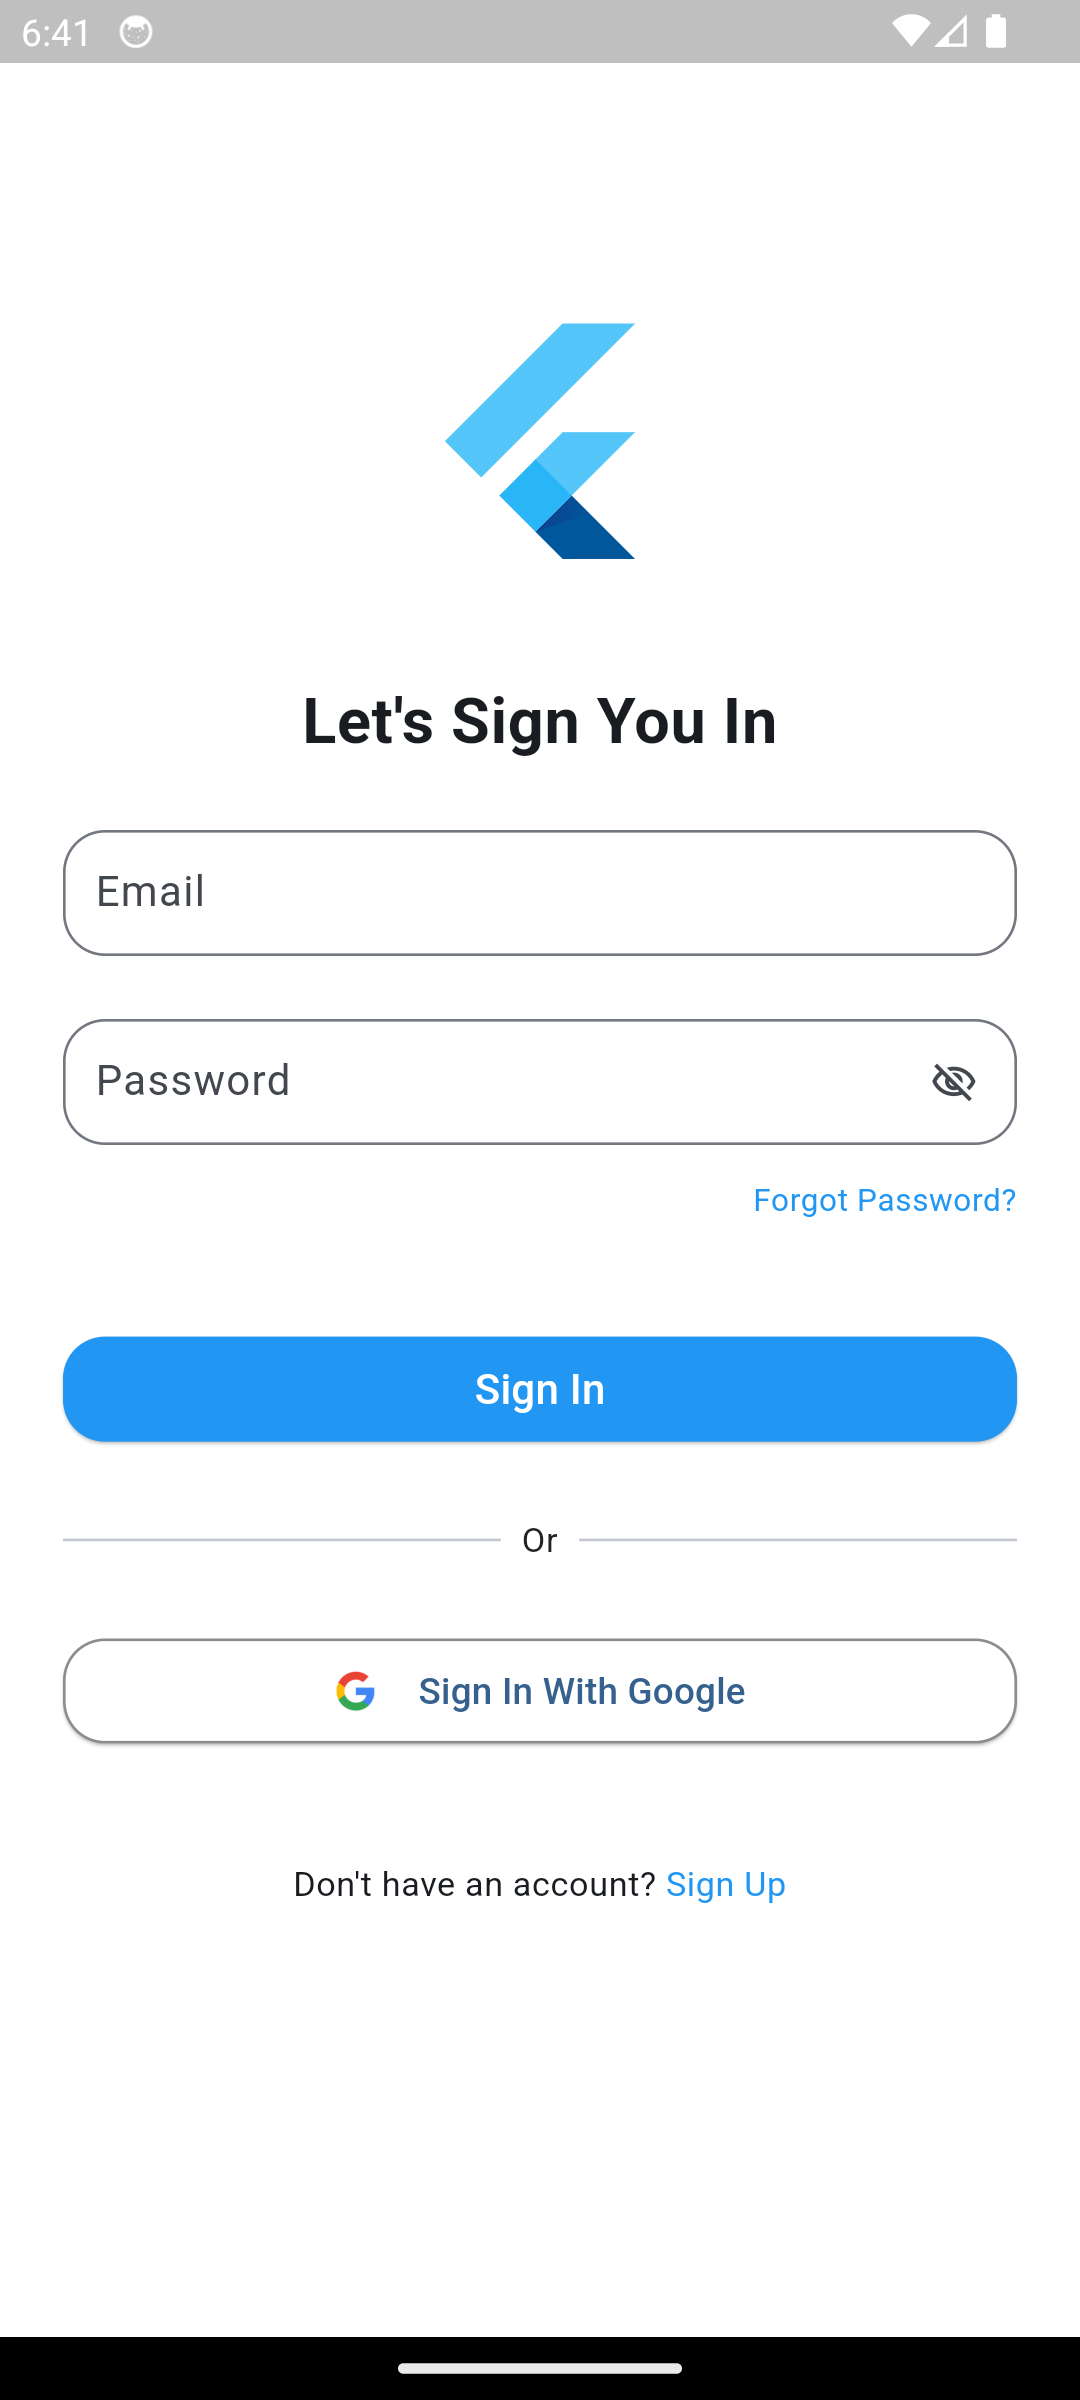 6:41
Let's Sign You In
Email
Password
Forgot Password?
Sign In
Or
Sign In With Google
Don't have an account? Sign Up